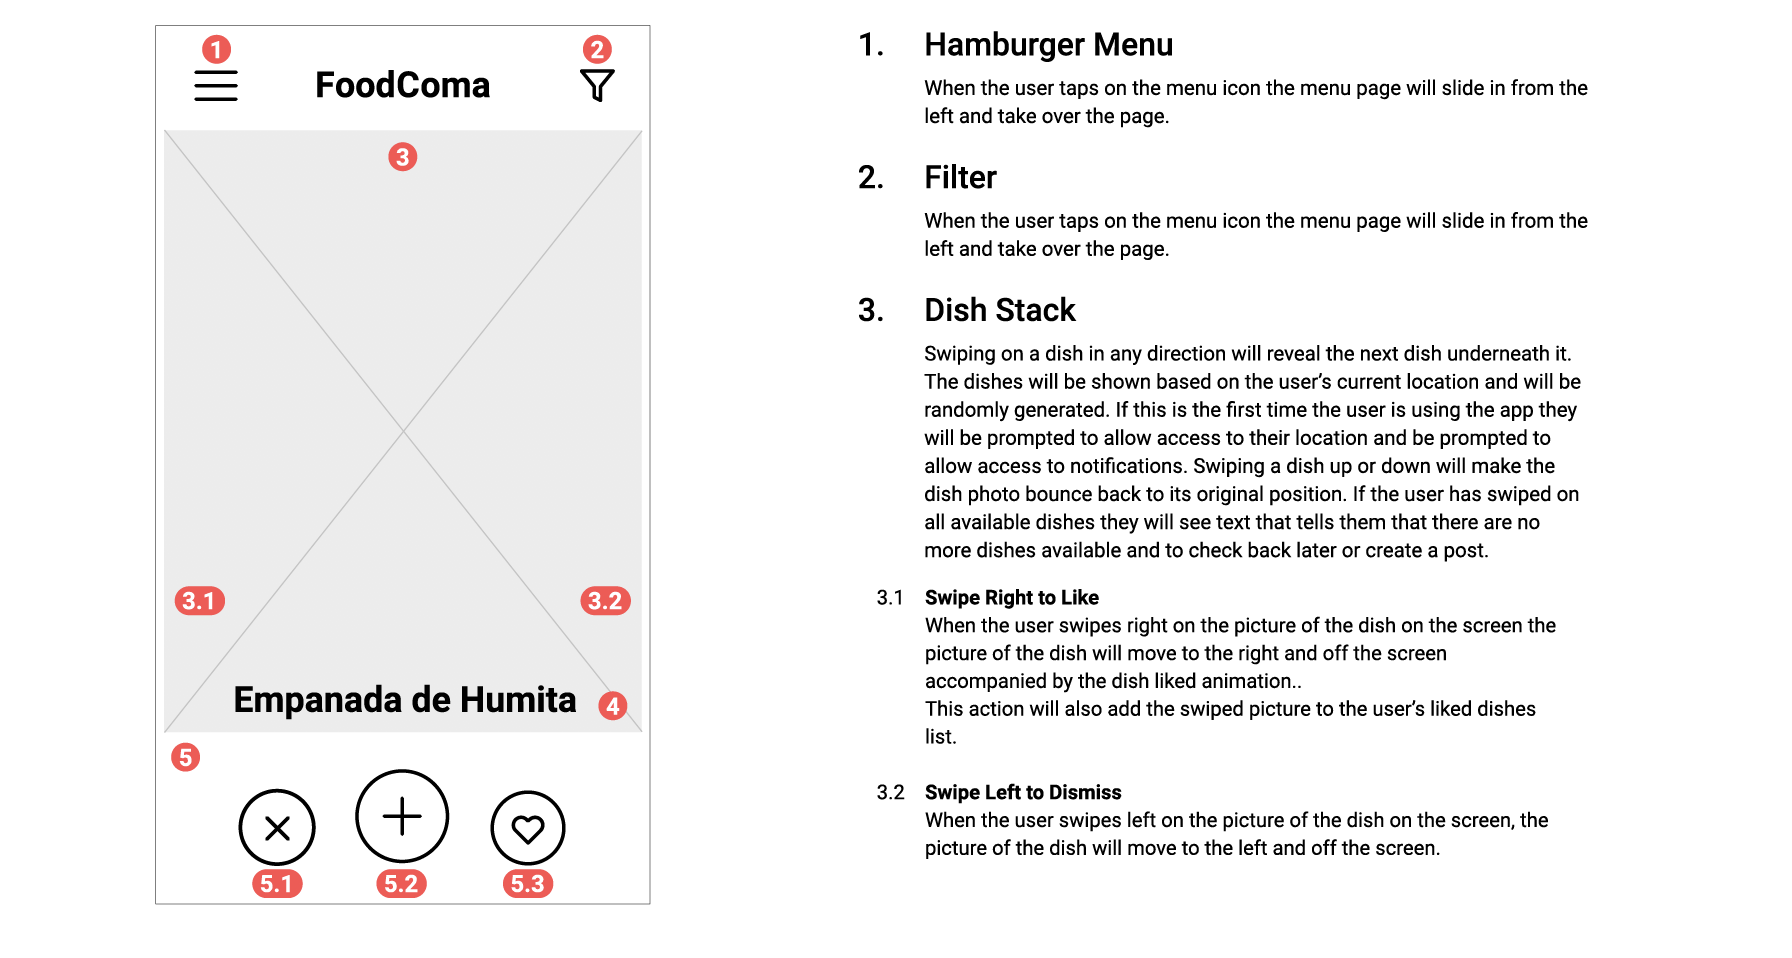 1
2
FoodComa
3
3.1
3.2
Empanada de Humita
4
5
5.1
5.2
5.3
1. Hamburger Menu
When the user taps on the menu icon the menu page will slide in from the
left and take over the page.
2. Filter
When the user taps on the menu icon the menu page will slide in from the
left and take over the page.
3. Dish Stack
Swiping on a dish in any direction will reveal the next dish underneath it.
The dishes will be shown based on the user’s current location and will be
randomly generated. If this is the first time the user is using the app they
will be prompted to allow access to their location and be prompted to
allow access to notifications. Swiping a dish up or down will make the
dish photo bounce back to its original position. If the user has swiped on
all available dishes they will see text that tells them that there are no
more dishes available and to check back later or create a post.
3.1 Swipe Right to Like
When the user swipes right on the picture of the dish on the screen the
picture of the dish will move to the right and off the screen
accompanied by the dish liked animation..
This action will also add the swiped picture to the user’s liked dishes
list.
3.2 Swipe Left to Dismiss
When the user swipes left on the picture of the dish on the screen, the
picture of the dish will move to the left and off the screen.